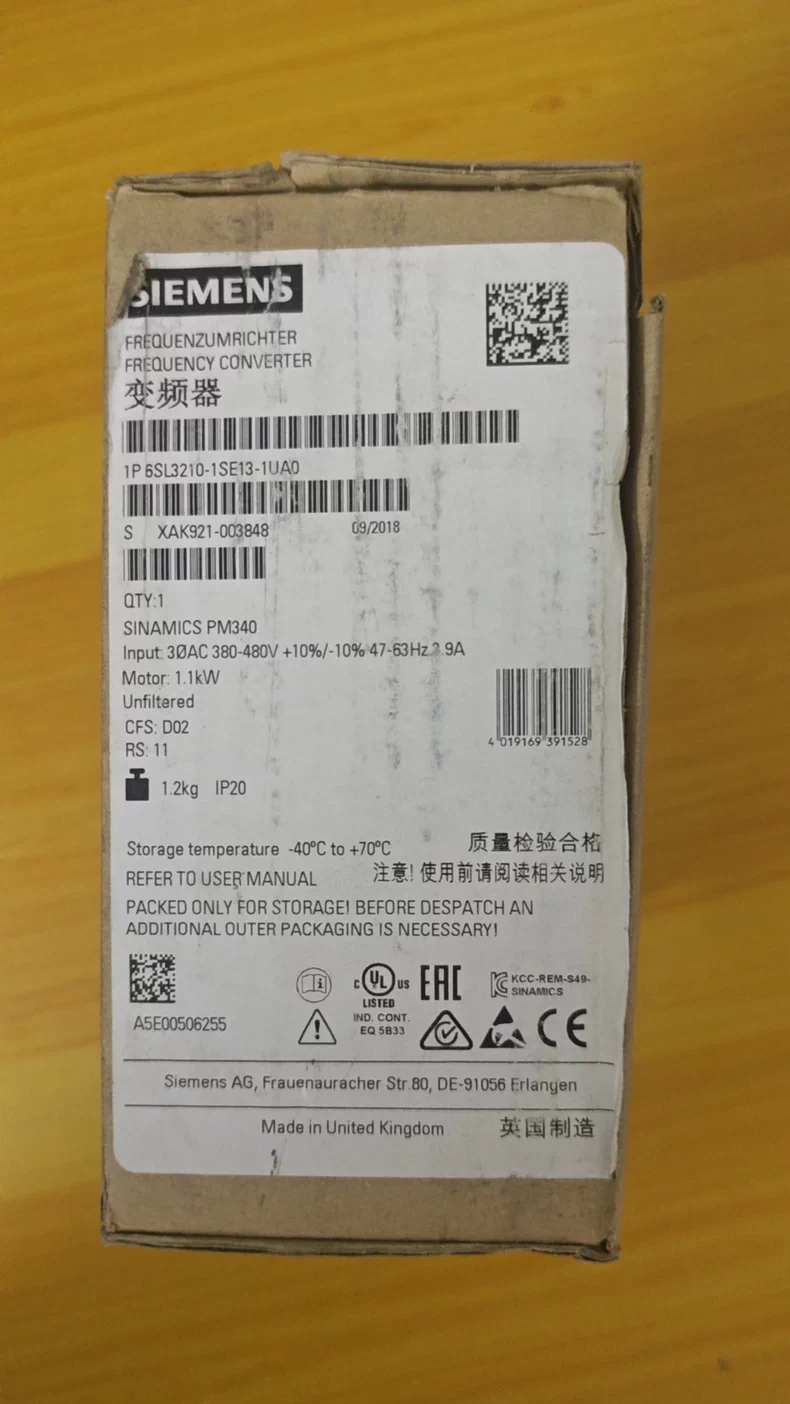 SIEMENS
FREQUENZUMRICHTER
FREQUENCY CONVERTER
变频器
1P 6SL3210-1SE13-1UA0
S XAK921-003848 09/2018
QTY:1
SINAMICS PM340
Input: 3ØAC 380-480V +10%/-10% 47-63Hz
Motor: 1.1kW
Unfiltered
CFS: D02
RS: 11
4 019169 391528
1.2kg IP20
Storage temperature -40°C to +70°C
质量检验合格
REFER TO USER MANUAL
注意! 使用前请阅读相关说明
PACKED ONLY FOR STORAGE! BEFORE DESPATCH AN
ADDITIONAL OUTER PACKAGING IS NECESSARY!
A5E00506255
C UL US
LISTED
IND. CONT.
EQ 5B33
EAC
KCC-REM-S49-
SINAMICS
CE
Siemens AG, Frauenauracher Str.80, DE-91056 Erlangen
Made in United Kingdom 英国制造